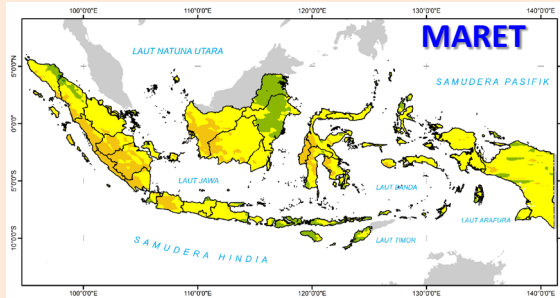 100°0'0"E 110°0'0"E 120°0'0"E 130°0'0"E 140°0'0"E
MARET
LAUT NATUNA UTARA
5°0'0"N
SAMUDERA PASIFIK
0°0'0"
LAUT JAWA
LAUT BANDA
5°0'0"S
LAUT ARAFURA
10°0'0"S
SAMUDERA HINDIA
LAUT TIMOR
100°0'0"E 110°0'0"E 120°0'0"E 130°0'0"E 140°0'0"E